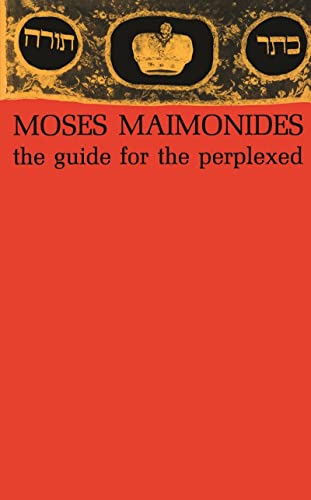 כתר תורה
MOSES MAIMONIDES
the guide for the perplexed